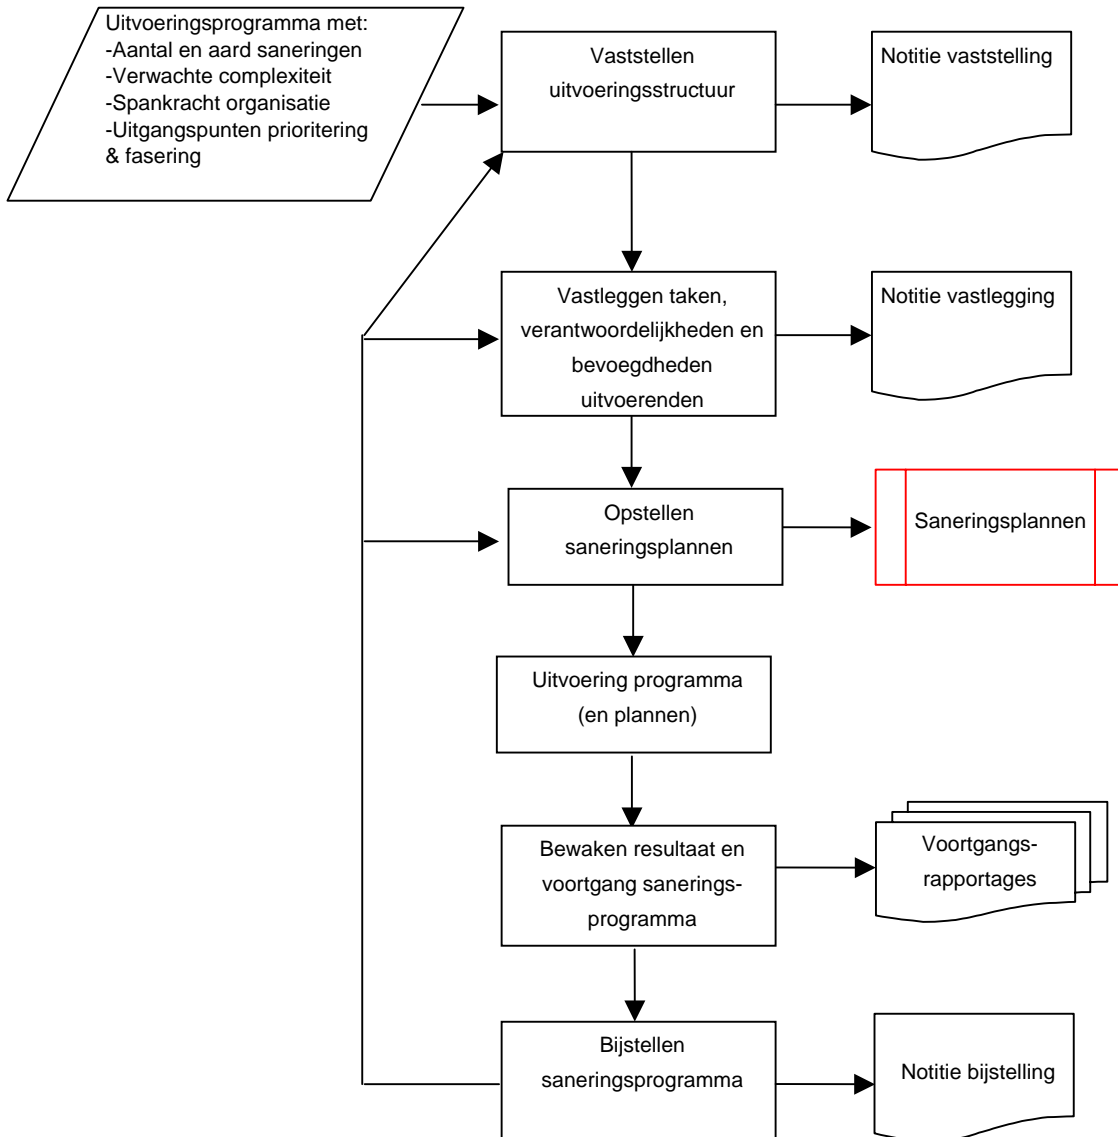 Uitvoeringsprogramma met:
-Aantal en aard saneringen
-Verwachte complexiteit
-Spankracht organisatie
-Uitgangspunten prioritering
& fasering
Vaststellen
uitvoeringsstructuur
Notitie vaststelling
Vastleggen taken,
verantwoordelijkheden en
bevoegdheden
uitvoerenden
Notitie vastlegging
Opstellen
saneringsplannen
Saneringsplannen
Uitvoering programma
(en plannen)
Bewaken resultaat en
voortgang sanerings-
programma
Voortgangs-
rapportages
Bijstellen
saneringsprogramma
Notitie bijstelling